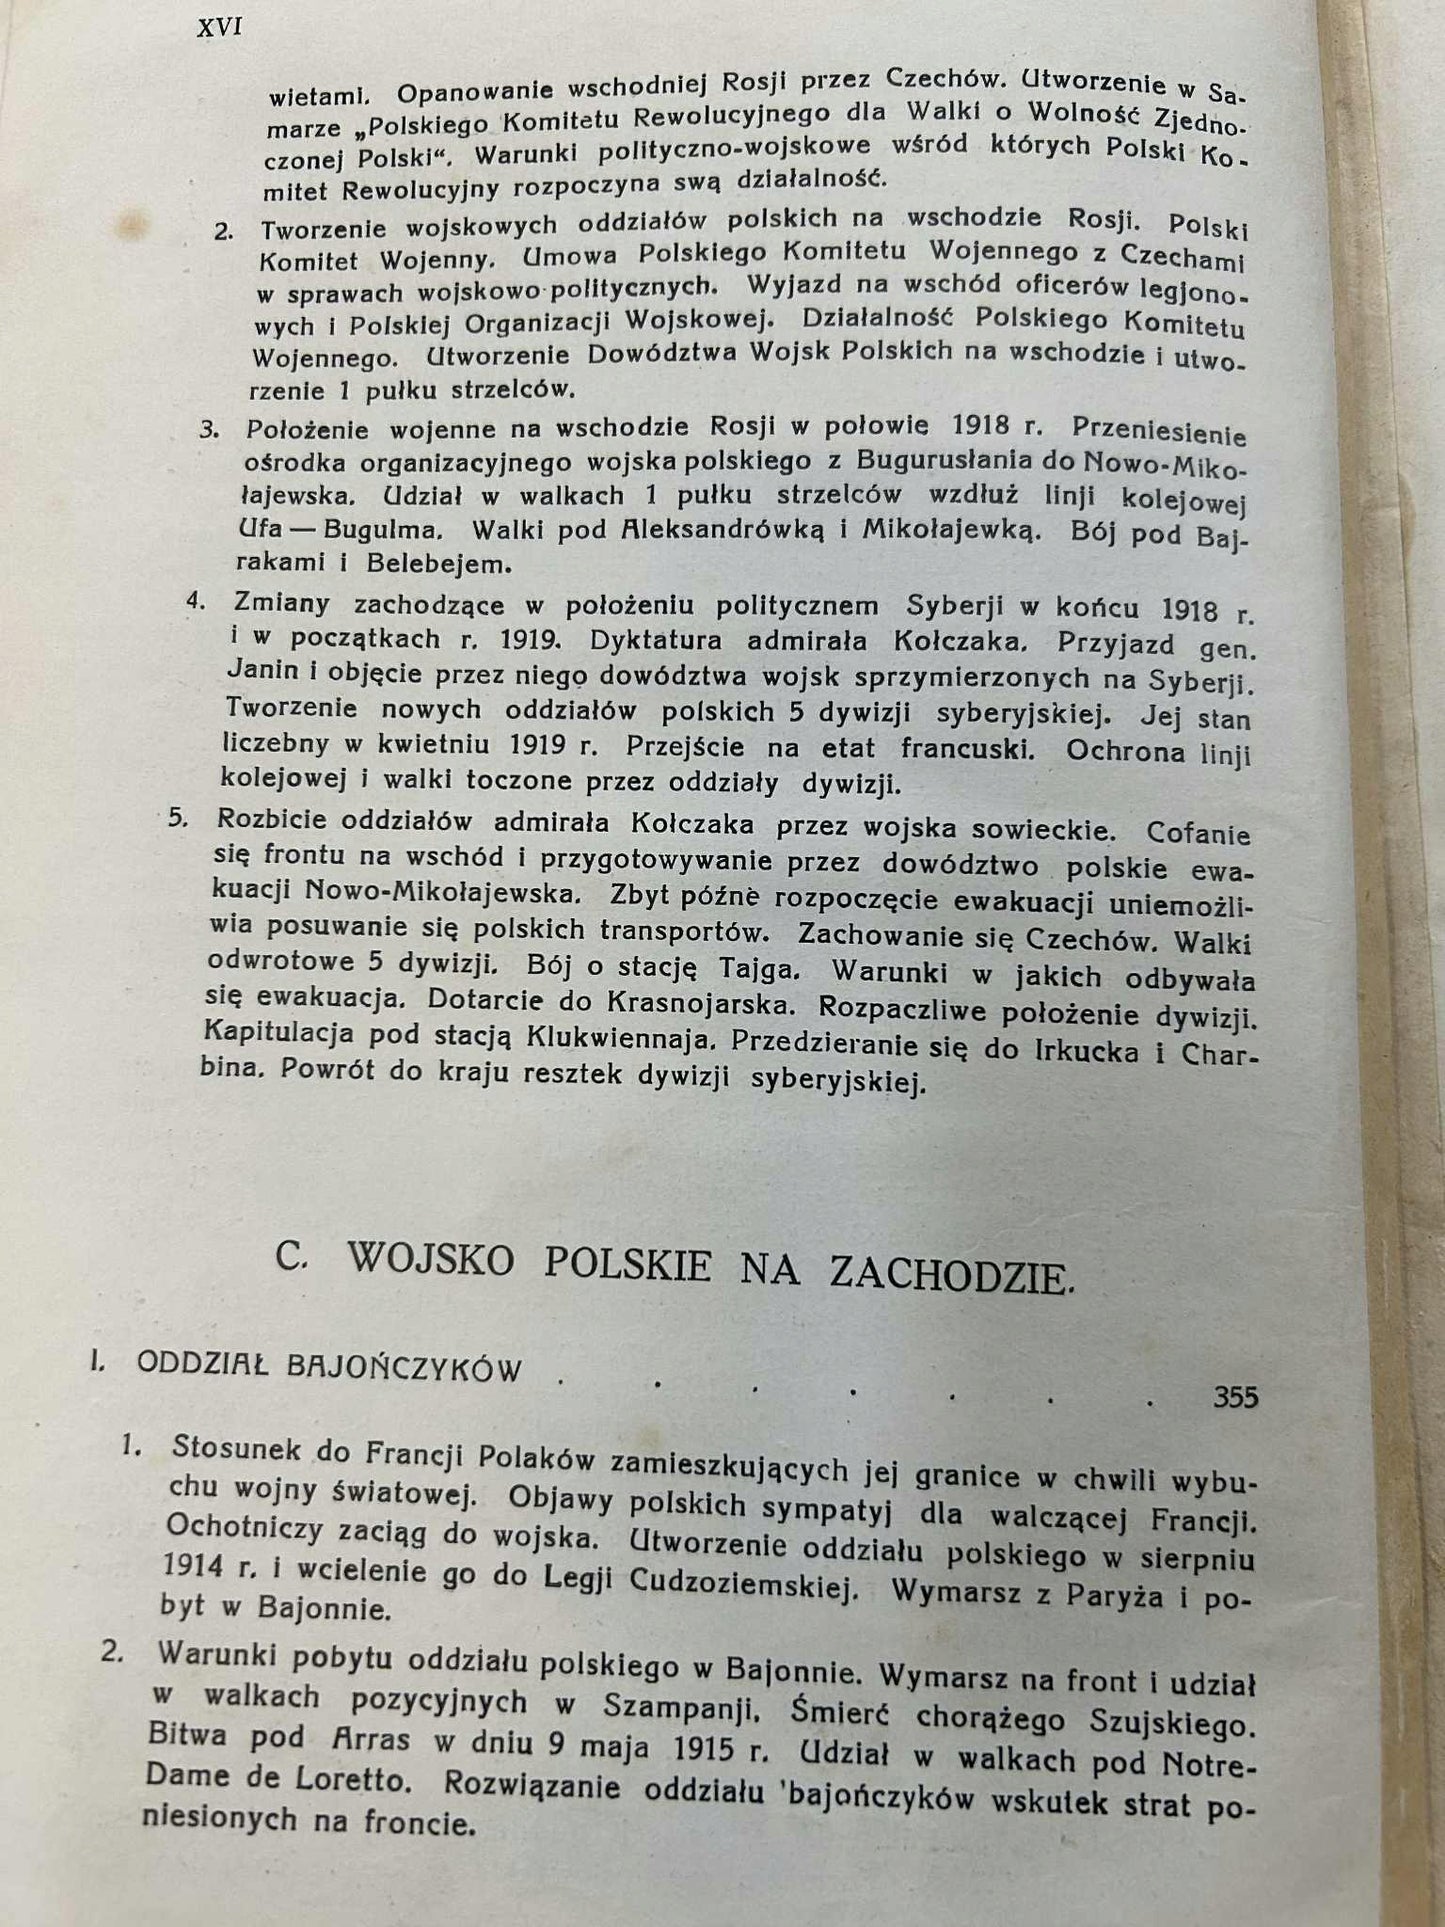 XVI
wietami. Opanowanie wschodniej Rosji przez Czechów. Utworzenie w Sa-
marze „Polskiego Komitetu Rewolucyjnego dla Walki o Wolność Zjedno-
czonej Polski“. Warunki polityczno-wojskowe wśród których Polski Ko-
mitet Rewolucyjny rozpoczyna swą działalność.
2. Tworzenie wojskowych oddziałów polskich na wschodzie Rosji. Polski
Komitet Wojenny. Umowa Polskiego Komitetu Wojennego z Czechami
w sprawach wojskowo-politycznych. Wyjazd na wschód oficerów legjono-
wych i Polskiej Organizacji Wojskowej. Działalność Polskiego Komitetu
Wojennego. Utworzenie Dowództwa Wojsk Polskich na wschodzie i utwo-
rzenie 1 pułku strzelców.
3. Położenie wojenne na wschodzie Rosji w połowie 1918 r. Przeniesienie
ośrodka organizacyjnego wojska polskiego z Bugurusłania do Nowo-Miko-
łajewska. Udział w walkach 1 pułku strzelców wzdłuż linji kolejowej
Ufa — Bugulma. Walki pod Aleksandrówką i Mikołajewką. Bój pod Baj-
rakami i Belebejem.
4. Zmiany zachodzące w położeniu politycznem Syberji w końcu 1918 r.
i w początkach r. 1919. Dyktatura admirała Kołczaka. Przyjazd gen.
Janin i objęcie przez niego dowództwa wojsk sprzymierzonych na Syberji.
Tworzenie nowych oddziałów polskich 5 dywizji syberyjskiej. Jej stan
liczebny w kwietniu 1919 r. Przejście na etat francuski. Ochrona linji
kolejowej i walki toczone przez oddziały dywizji.
5. Rozbicie oddziałów admirała Kołczaka przez wojska sowieckie. Cofanie
się frontu na wschód i przygotowywanie przez dowództwo polskie ewa-
kuacji Nowo-Mikołajewska. Zbyt późne rozpoczęcie ewakuacji uniemożli-
wia posuwanie się polskich transportów. Zachowanie się Czechów. Walki
odwrotowe 5 dywizji. Bój o stację Tajga. Warunki w jakich odbywała
się ewakuacja. Dotarcie do Krasnojarska. Rozpaczliwe położenie dywizji.
Kapitulacja pod stacją Klukwiennaja. Przedzieranie się do Irkucka i Char-
bina. Powrót do kraju resztek dywizji syberyjskiej.
C. WOJSKO POLSKIE NA ZACHODZIE.
I. ODDZIAŁ BAJOŃCZYKÓW . . . . . . . 355
1. Stosunek do Francji Polaków zamieszkujących jej granice w chwili wybu-
chu wojny światowej. Objawy polskich sympatyj dla walczącej Francji.
Ochotniczy zaciąg do wojska. Utworzenie oddziału polskiego w sierpniu
1914 r. i wcielenie go do Legji Cudzoziemskiej. Wymarsz z Paryża i po-
byt w Bajonnie.
2. Warunki pobytu oddziału polskiego w Bajonnie. Wymarsz na front i udział
w walkach pozycyjnych w Szampanji. Śmierć chorążego Szujskiego.
Bitwa pod Arras w dniu 9 maja 1915 r. Udział w walkach pod Notre-
Dame de Loretto. Rozwiązanie oddziału 'bajończyków wskutek strat po-
niesionych na froncie.